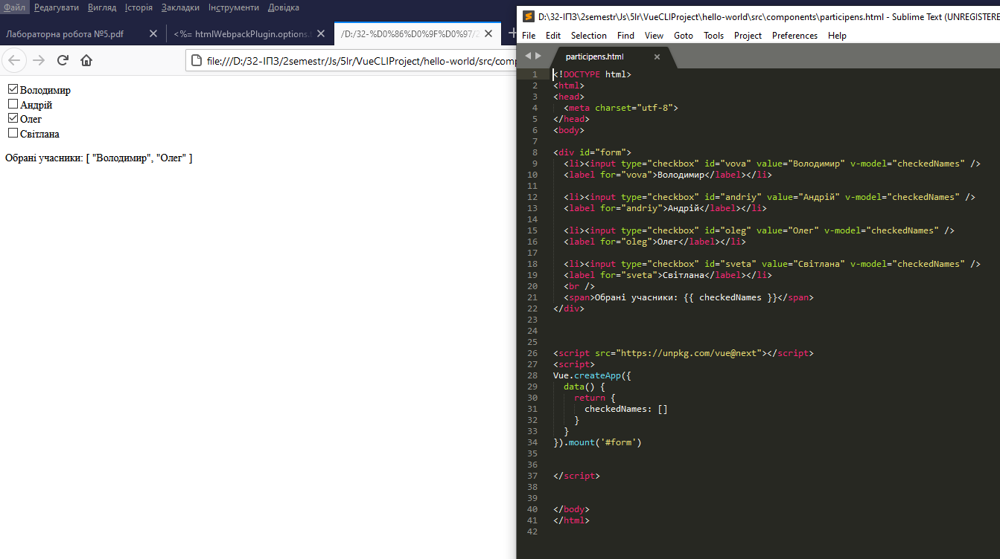 Файл Редагувати Вигляд Історія Закладки Інструменти Довідка
Лабораторна робота №5.pdf
<%= htmlWebpackPlugin.options.
/D:/32-%D0%86%D0%9F%D0%97/2
file:///D:/32-ІПЗ/2semestr/Js/5lr/VueCLIProject/hello-world/src/comp
Володимир
Андрій
Олег
Світлана
Обрані учасники: [ "Володимир", "Олег" ]
D:\32-ІПЗ\2semestr\Js\5lr\VueCLIProject\hello-world\src\components\participens.html - Sublime Text (UNREGISTERE
File Edit Selection Find View Goto Tools Project Preferences Help
participens.html
1 <!DOCTYPE html>
2 <html>
3 <head>
4 <meta charset="utf-8">
5 </head>
6 <body>
7
8 <div id="form">
9 <li><input type="checkbox" id="vova" value="Володимир" v-model="checkedNames" />
10 <label for="vova">Володимир</label></li>
11
12 <li><input type="checkbox" id="andriy" value="Андрій" v-model="checkedNames" />
13 <label for="andriy">Андрій</label></li>
14
15 <li><input type="checkbox" id="oleg" value="Олег" v-model="checkedNames" />
16 <label for="oleg">Олег</label></li>
17
18 <li><input type="checkbox" id="sveta" value="Світлана" v-model="checkedNames" />
19 <label for="sveta">Світлана</label></li>
20 <br />
21 <span>Обрані учасники: {{ checkedNames }}</span>
22 </div>
23
24
25
26 <script src="https://unpkg.com/vue@next"></script>
27 <script>
28 Vue.createApp({
29 data() {
30 return {
31 checkedNames: []
32 }
33 }
34 }).mount('#form')
35
36
37 </script>
38
39
40 </body>
41 </html>
42